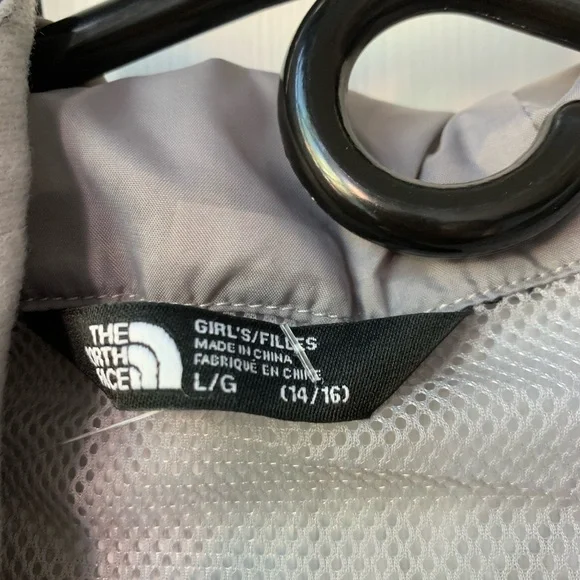 THE
NORTH
FACE
GIRL'S/FILLES
MADE IN CHINA
FABRIQUÉ EN CHINE
L/G (14/16)